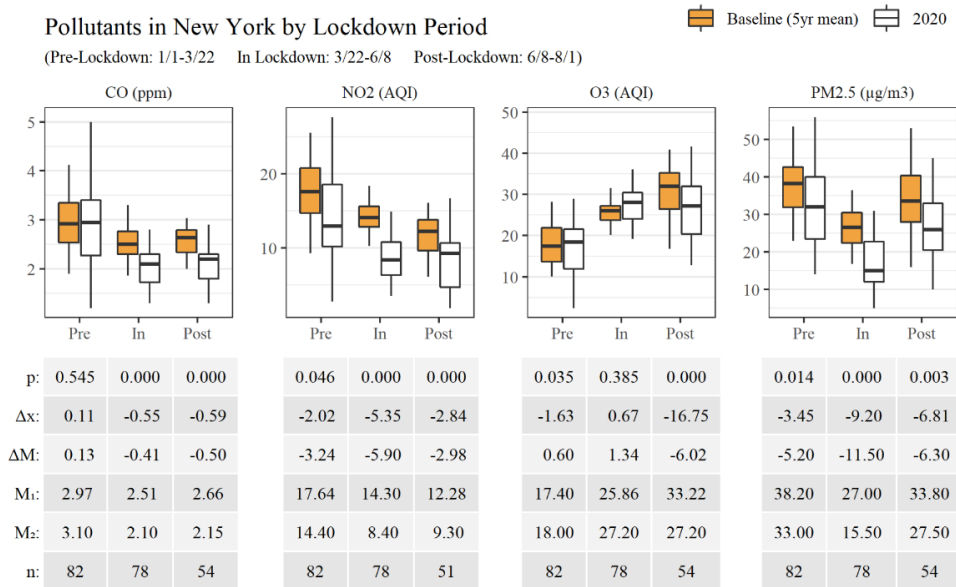 Pollutants in New York by Lockdown Period
Baseline (5yr mean) 2020
(Pre-Lockdown: 1/1-3/22 In Lockdown: 3/22-6/8 Post-Lockdown: 6/8-8/1)
CO (ppm) NO2 (AQI) O3 (AQI) PM2.5 (µg/m3)
5
4
3
2
Pre In Post
20
10
Pre In Post
50
40
30
20
10
Pre In Post
50
40
30
20
10
Pre In Post
p: 0.545 0.000 0.000 0.046 0.000 0.000 0.035 0.385 0.000 0.014 0.000 0.003
Δx: 0.11 -0.55 -0.59 -2.02 -5.35 -2.84 -1.63 0.67 -16.75 -3.45 -9.20 -6.81
ΔM: 0.13 -0.41 -0.50 -3.24 -5.90 -2.98 0.60 1.34 -6.02 -5.20 -11.50 -6.30
M₁: 2.97 2.51 2.66 17.64 14.30 12.28 17.40 25.86 33.22 38.20 27.00 33.80
M₂: 3.10 2.10 2.15 14.40 8.40 9.30 18.00 27.20 27.20 33.00 15.50 27.50
n: 82 78 54 82 78 51 82 78 54 82 78 54